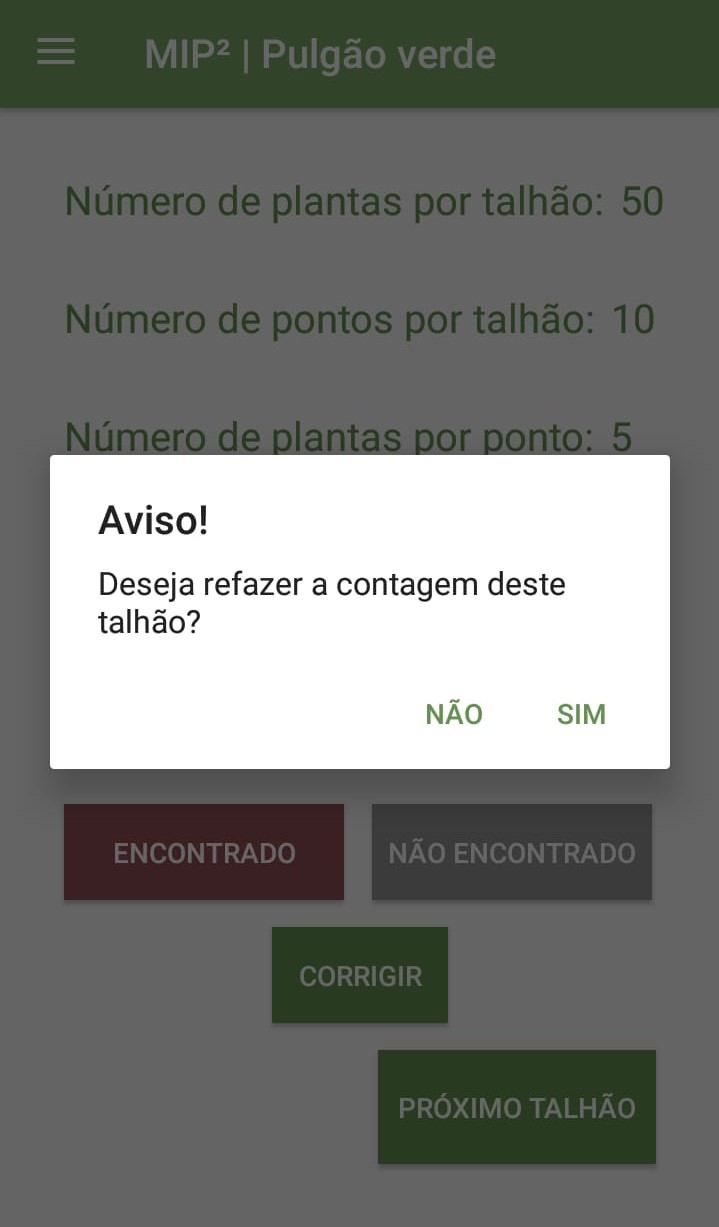 MIP² | Pulgão verde
Número de plantas por talhão: 50
Número de pontos por talhão: 10
Número de plantas por ponto: 5
Aviso!
Deseja refazer a contagem deste
talhão?
NÃO SIM
ENCONTRADO NÃO ENCONTRADO
CORRIGIR
PRÓXIMO TALHÃO